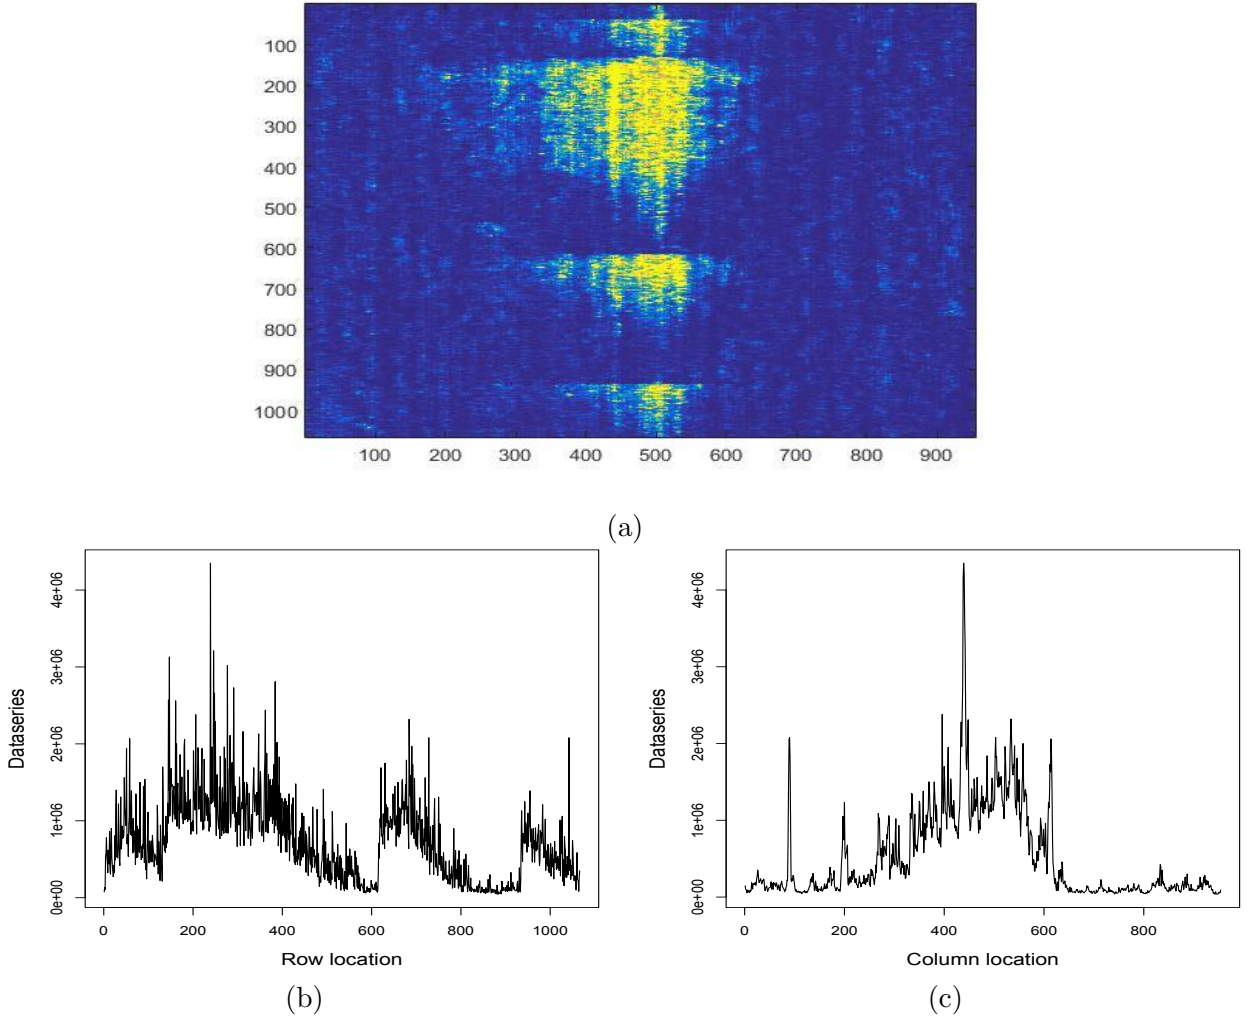 100
200
300
400
500
600
700
800
900
1000
100 200 300 400 500 600 700 800 900
(a)
4e+06
3e+06
2e+06
1e+06
0e+00
Dataseries
0 200 400 600 800 1000
Row location
(b)
4e+06
3e+06
2e+06
1e+06
0e+00
Dataseries
0 200 400 600 800
Column location
(c)